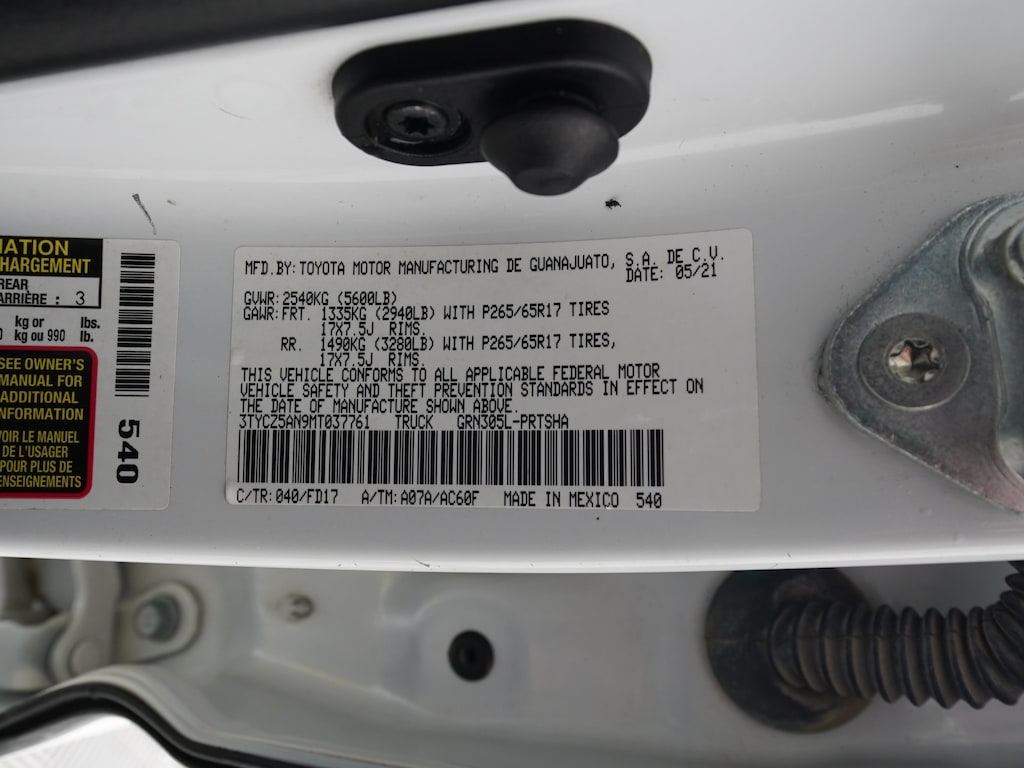 MATION
HARGEMENT
REAR
ARRIÈRE : 3
kg or lbs.
kg ou 990 lb.
SEE OWNER'S
MANUAL FOR
ADDITIONAL
INFORMATION
VOIR LE MANUEL
DE L'USAGER
POUR PLUS DE
RENSEIGNEMENTS
540
MFD.BY:TOYOTA MOTOR MANUFACTURING DE GUANAJUATO, S.A. DE C.V.
DATE: 05/21
GVWR:2540KG (5600LB)
GAWR:FRT. 1335KG (2940LB) WITH P265/65R17 TIRES
17X7.5J RIMS.
RR. 1490KG (3280LB) WITH P265/65R17 TIRES,
17X7.5J RIMS.
THIS VEHICLE CONFORMS TO ALL APPLICABLE FEDERAL MOTOR
VEHICLE SAFETY AND THEFT PREVENTION STANDARDS IN EFFECT ON
THE DATE OF MANUFACTURE SHOWN ABOVE.
3TYCZ5AN9MT037761 TRUCK GRN305L-PRTSHA
C/TR:040/FD17 A/TM:A07A/AC60F MADE IN MEXICO 540